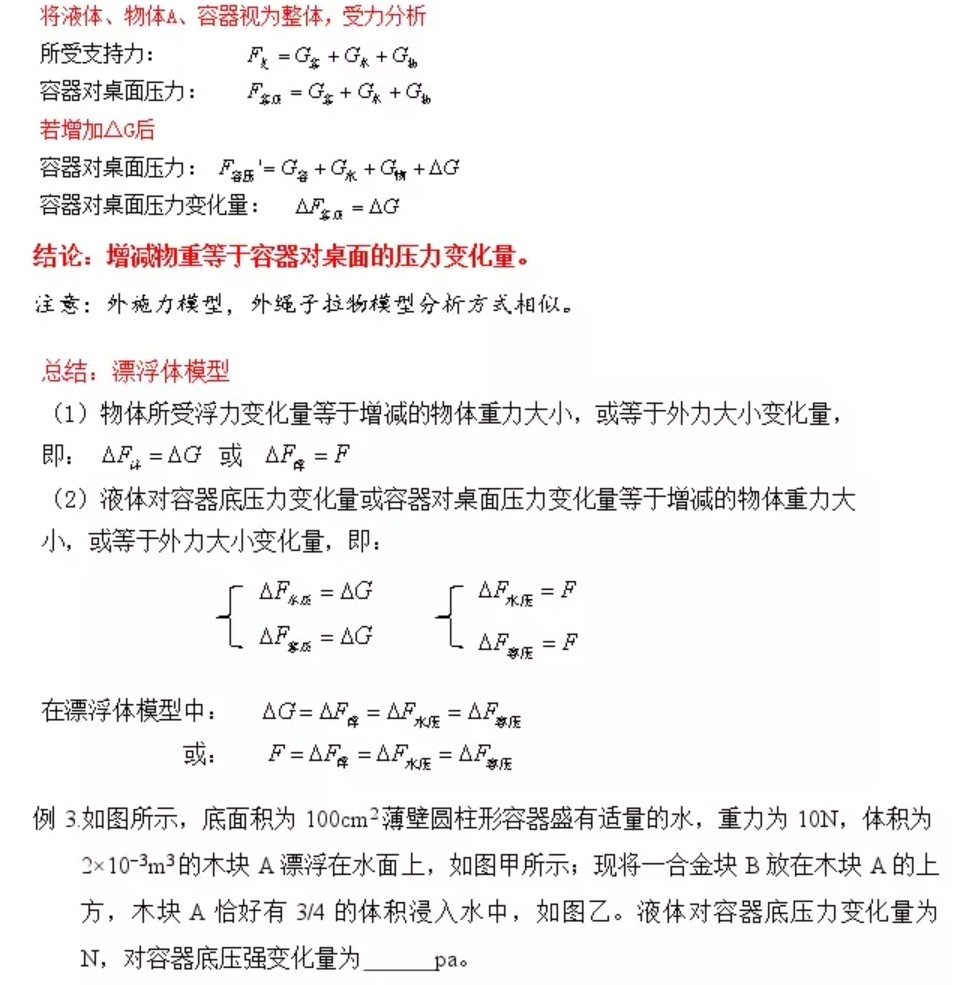 将液体、物体A、容器视为整体，受力分析
所受支持力： F支 =G容 +G水 +G物
容器对桌面压力： F容压 =G容 +G水 +G物
若增加△G后
容器对桌面压力： F容压'=G容 +G水 +G物 +ΔG
容器对桌面压力变化量： ΔF容压 =ΔG
结论：增减物重等于容器对桌面的压力变化量。
注意：外施力模型，外绳子拉物模型分析方式相似。
总结：漂浮体模型
（1）物体所受浮力变化量等于增减的物体重力大小，或等于外力大小变化量，
即： ΔF浮 =ΔG 或 ΔF浮 =F
（2）液体对容器底压力变化量或容器对桌面压力变化量等于增减的物体重力大
小，或等于外力大小变化量，即：
ΔF水压 =ΔG ΔF水压 =F
ΔF容压 =ΔG ΔF容压 =F
在漂浮体模型中： ΔG=ΔF浮 =ΔF水压 =ΔF容压
或： F=ΔF浮 =ΔF水压 =ΔF容压
例 3.如图所示，底面积为 100cm²薄壁圆柱形容器盛有适量的水，重力为 10N，体积为
2×10⁻³m³的木块 A 漂浮在水面上，如图甲所示；现将一合金块 B 放在木块 A 的上
方，木块 A 恰好有 3/4 的体积浸入水中，如图乙。液体对容器底压力变化量为
N，对容器底压强变化量为______pa。